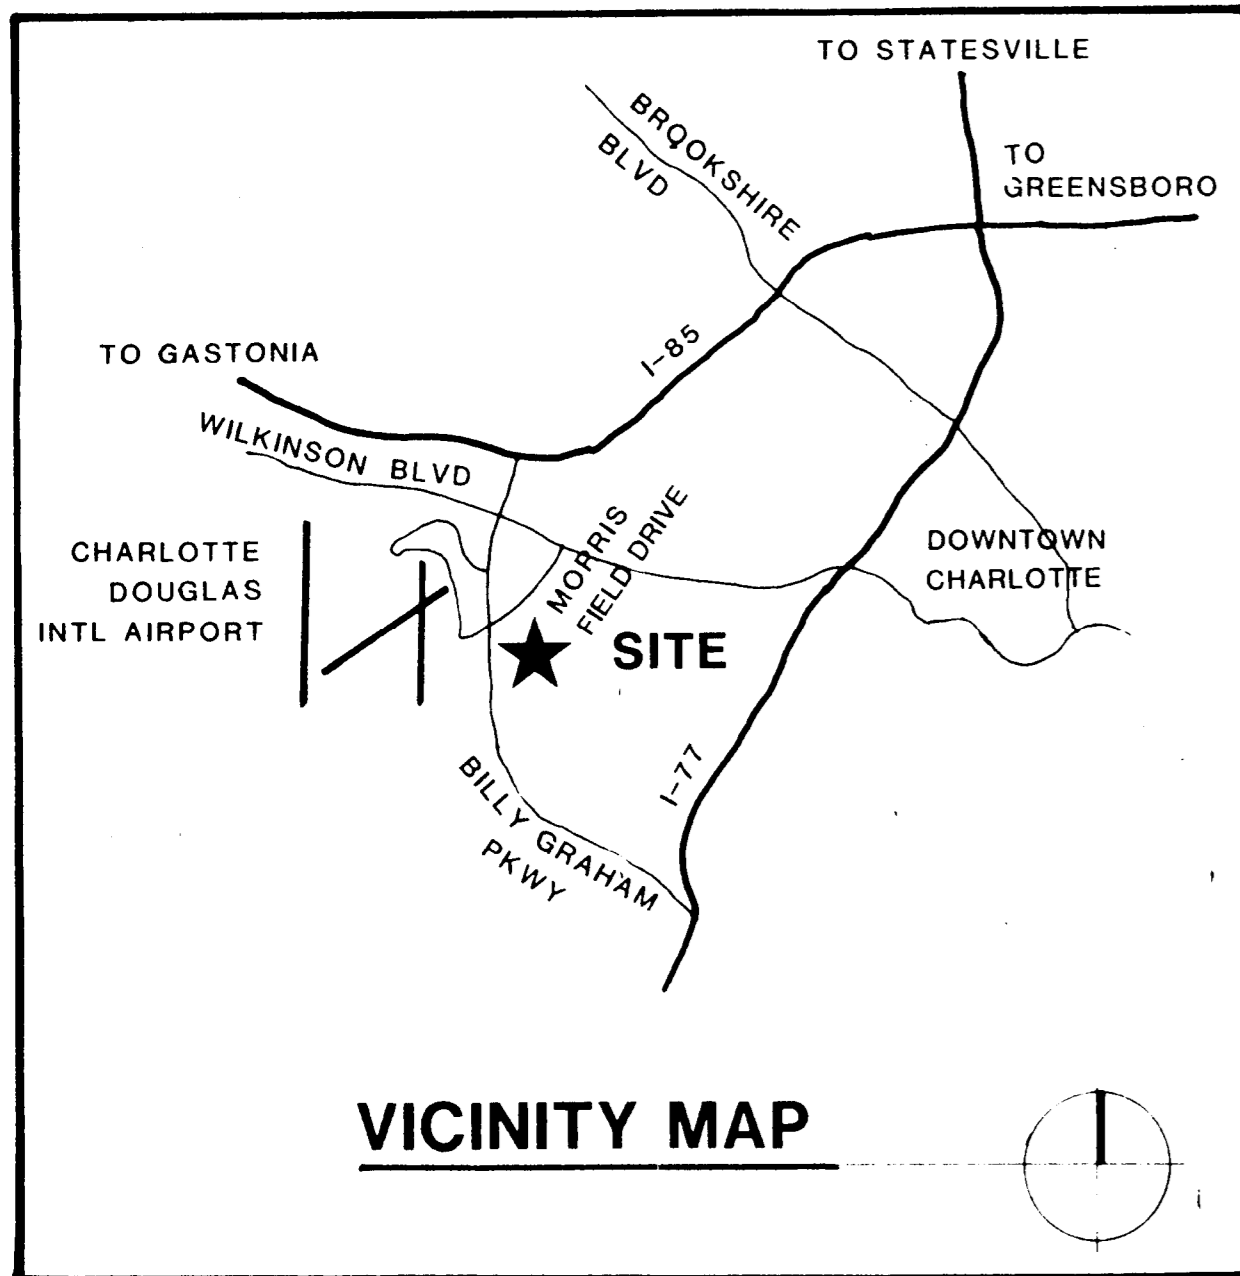 TO STATESVILLE
BROOKSHIRE
BLVD
TO
GREENSBORO
I-85
TO GASTONIA
WILKINSON BLVD
MORRIS
FIELD DRIVE
CHARLOTTE
DOUGLAS
INTL AIRPORT
DOWNTOWN
CHARLOTTE
SITE
I-77
BILLY GRAHAM
PKWY
VICINITY MAP